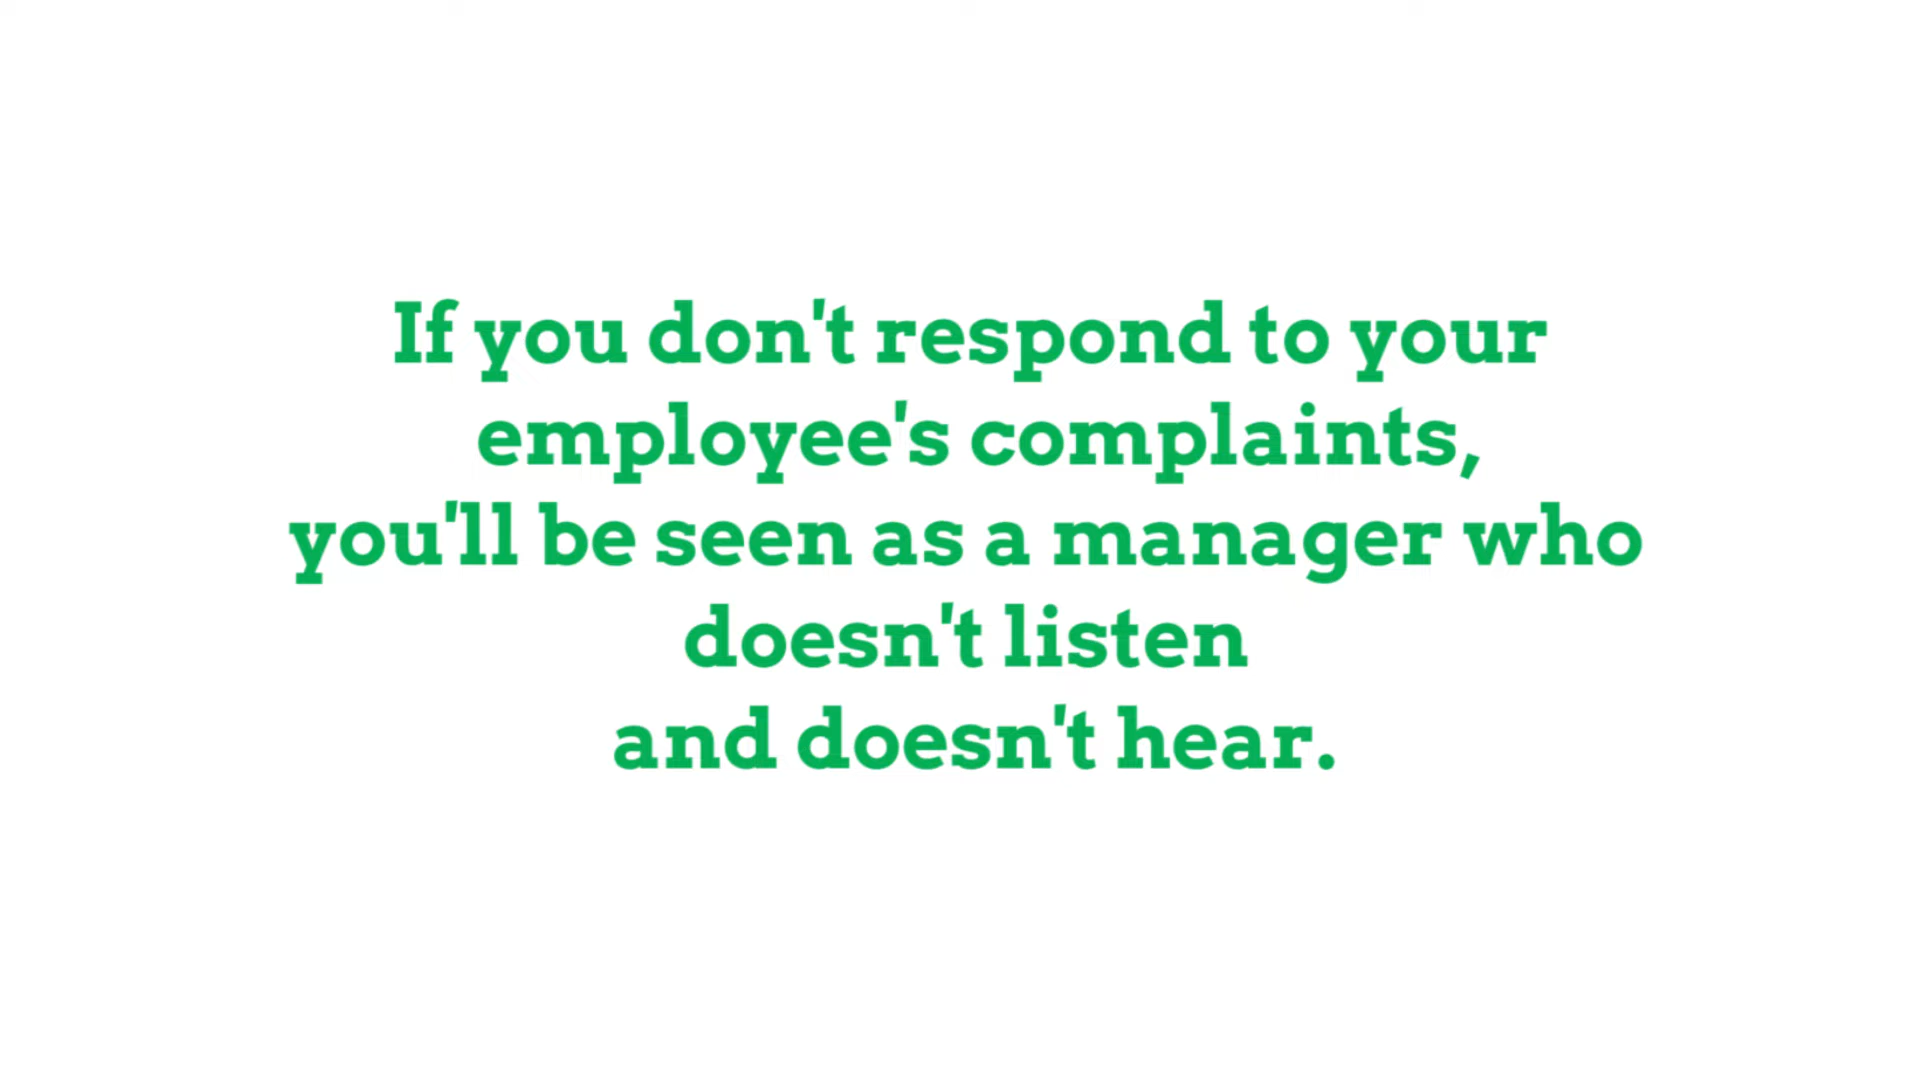 If you don't respond to your
employee's complaints,
you'll be seen as a manager who
doesn't listen
and doesn't hear.